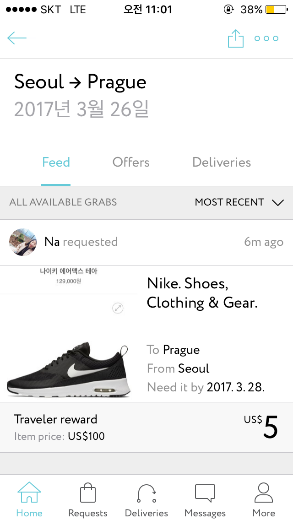 SKT LTE 오전 11:01 38%
Seoul → Prague
2017년 3월 26일
Feed Offers Deliveries
ALL AVAILABLE GRABS MOST RECENT
Na requested 6m ago
나이키 에어맥스 테아
129,000원
Nike. Shoes,
Clothing & Gear.
To Prague
From Seoul
Need it by 2017. 3. 28.
Traveler reward US$ 5
Item price: US$100
Home Requests Deliveries Messages More